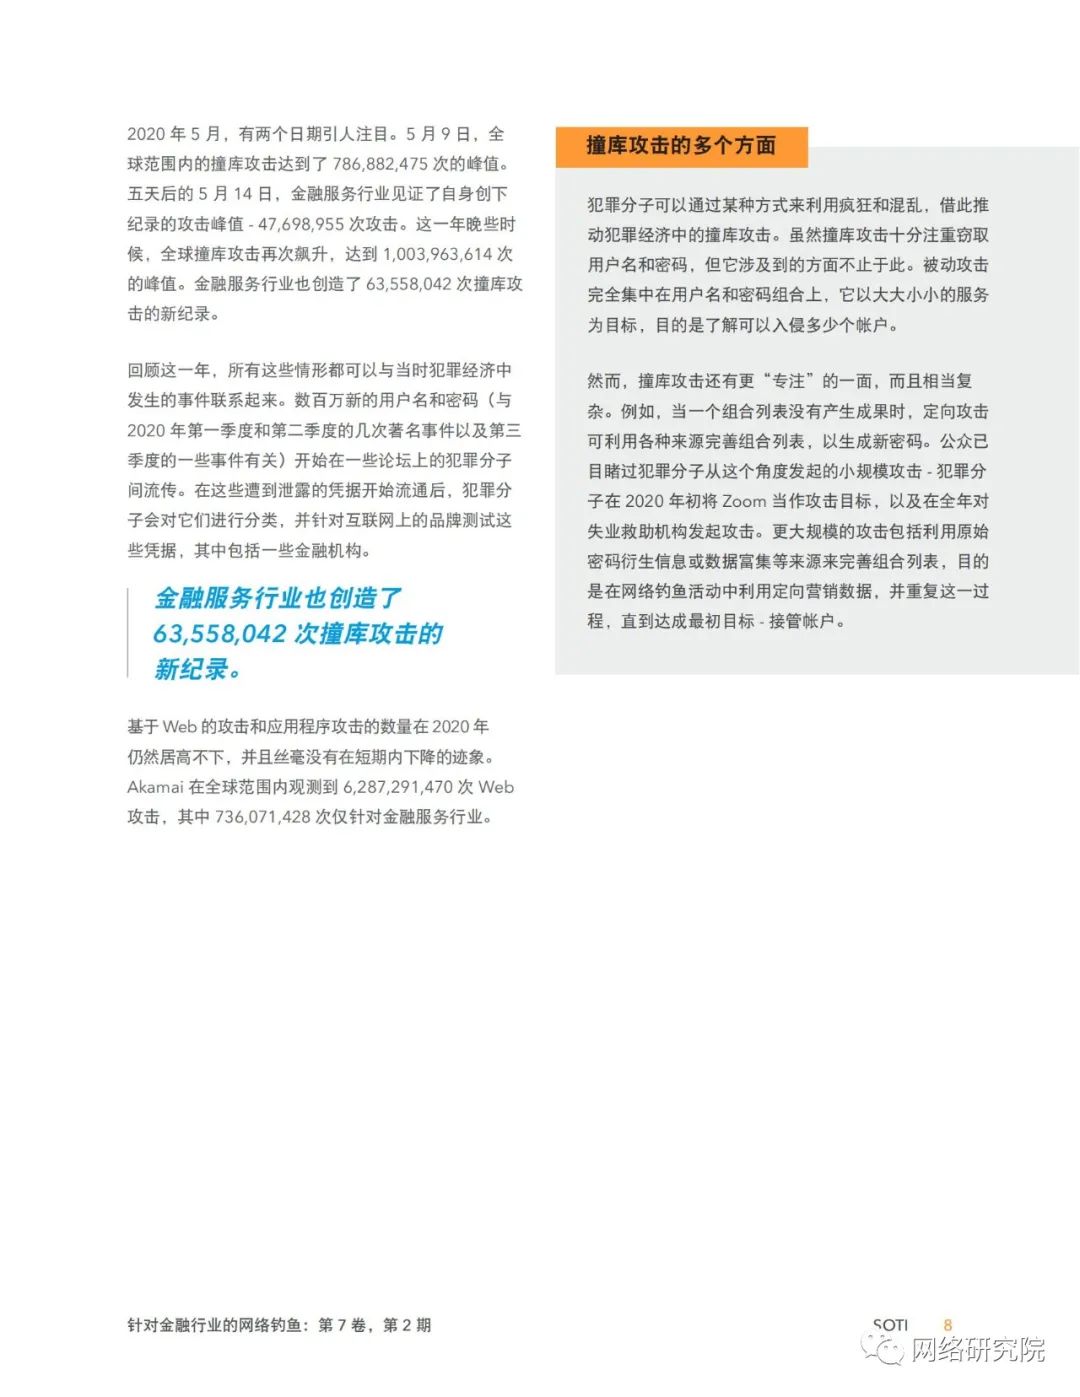 2020 年 5 月，有两个日期引人注目。5 月 9 日，全
球范围内的撞库攻击达到了 786,882,475 次的峰值。
五天后的 5 月 14 日，金融服务行业见证了自身创下
纪录的攻击峰值 - 47,698,955 次攻击。这一年晚些时
候，全球撞库攻击再次飙升，达到 1,003,963,614 次
的峰值。金融服务行业也创造了 63,558,042 次撞库攻
击的新纪录。
回顾这一年，所有这些情形都可以与当时犯罪经济中
发生的事件联系起来。数百万新的用户名和密码（与
2020 年第一季度和第二季度的几次著名事件以及第三
季度的一些事件有关）开始在一些论坛上的犯罪分子
间流传。在这些遭到泄露的凭据开始流通后，犯罪分
子会对它们进行分类，并针对互联网上的品牌测试这
些凭据，其中包括一些金融机构。
金融服务行业也创造了
63,558,042 次撞库攻击的
新纪录。
基于 Web 的攻击和应用程序攻击的数量在 2020 年
仍然居高不下，并且丝毫没有在短期内下降的迹象。
Akamai 在全球范围内观测到 6,287,291,470 次 Web
攻击，其中 736,071,428 次仅针对金融服务行业。
撞库攻击的多个方面
犯罪分子可以通过某种方式来利用疯狂和混乱，借此推
动犯罪经济中的撞库攻击。虽然撞库攻击十分注重窃取
用户名和密码，但它涉及到的方面不止于此。被动攻击
完全集中在用户名和密码组合上，它以大大小小的服务
为目标，目的是了解可以入侵多少个帐户。
然而，撞库攻击还有更“专注”的一面，而且相当复
杂。例如，当一个组合列表没有产生成果时，定向攻击
可利用各种来源完善组合列表，以生成新密码。公众已
目睹过犯罪分子从这个角度发起的小规模攻击 - 犯罪分
子在 2020 年初将 Zoom 当作攻击目标，以及在全年对
失业救助机构发起攻击。更大规模的攻击包括利用原始
密码衍生信息或数据富集等来源来完善组合列表，目的
是在网络钓鱼活动中利用定向营销数据，并重复这一过
程，直到达成最初目标 - 接管帐户。
针对金融行业的网络钓鱼：第 7 卷，第 2 期
SOTI 8
网络研究院